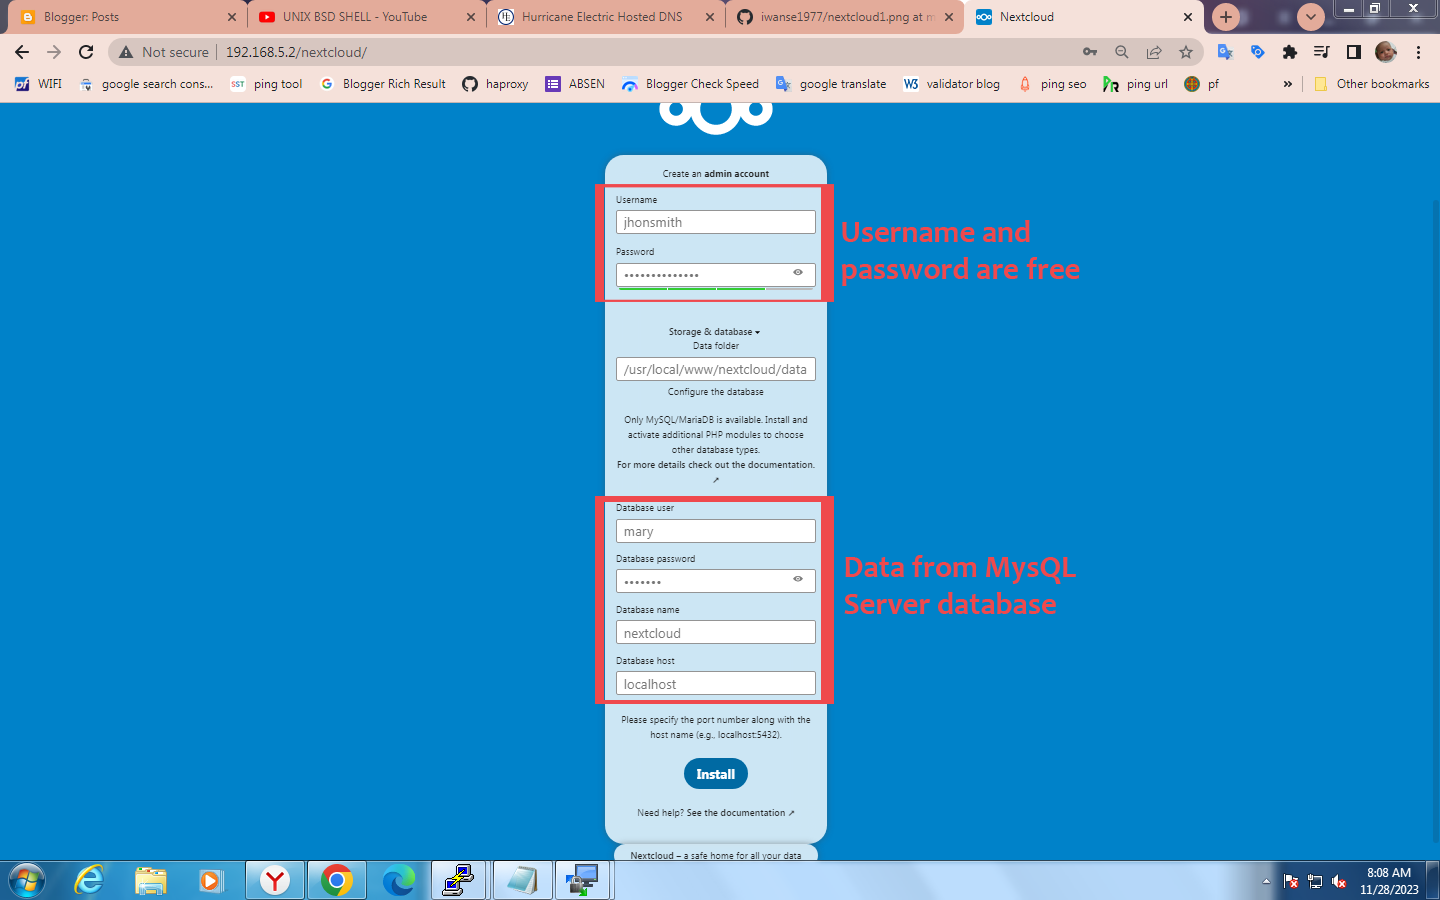 Blogger: Posts
UNIX BSD SHELL - YouTube
Hurricane Electric Hosted DNS
iwanse1977/nextcloud1.png at m
Nextcloud
Not secure
192.168.5.2/nextcloud/
WIFI
google search cons...
SST
ping tool
Blogger Rich Result
haproxy
ABSEN
Blogger Check Speed
google translate
W3
validator blog
ping seo
ping url
pf
»
Other bookmarks
Create an admin account
Username
jhonsmith
Password
••••••••••••••
Username and
password are free
Storage & database
Data folder
/usr/local/www/nextcloud/data
Configure the database
Only MySQL/MariaDB is available. Install and
activate additional PHP modules to choose
other database types.
For more details check out the documentation.
↗
Database user
mary
Database password
•••••••
Database name
nextcloud
Database host
localhost
Data from MysQL
Server database
Please specify the port number along with the
host name (e.g., localhost:5432).
Install
Need help? See the documentation ↗
Nextcloud – a safe home for all your data
8:08 AM
11/28/2023